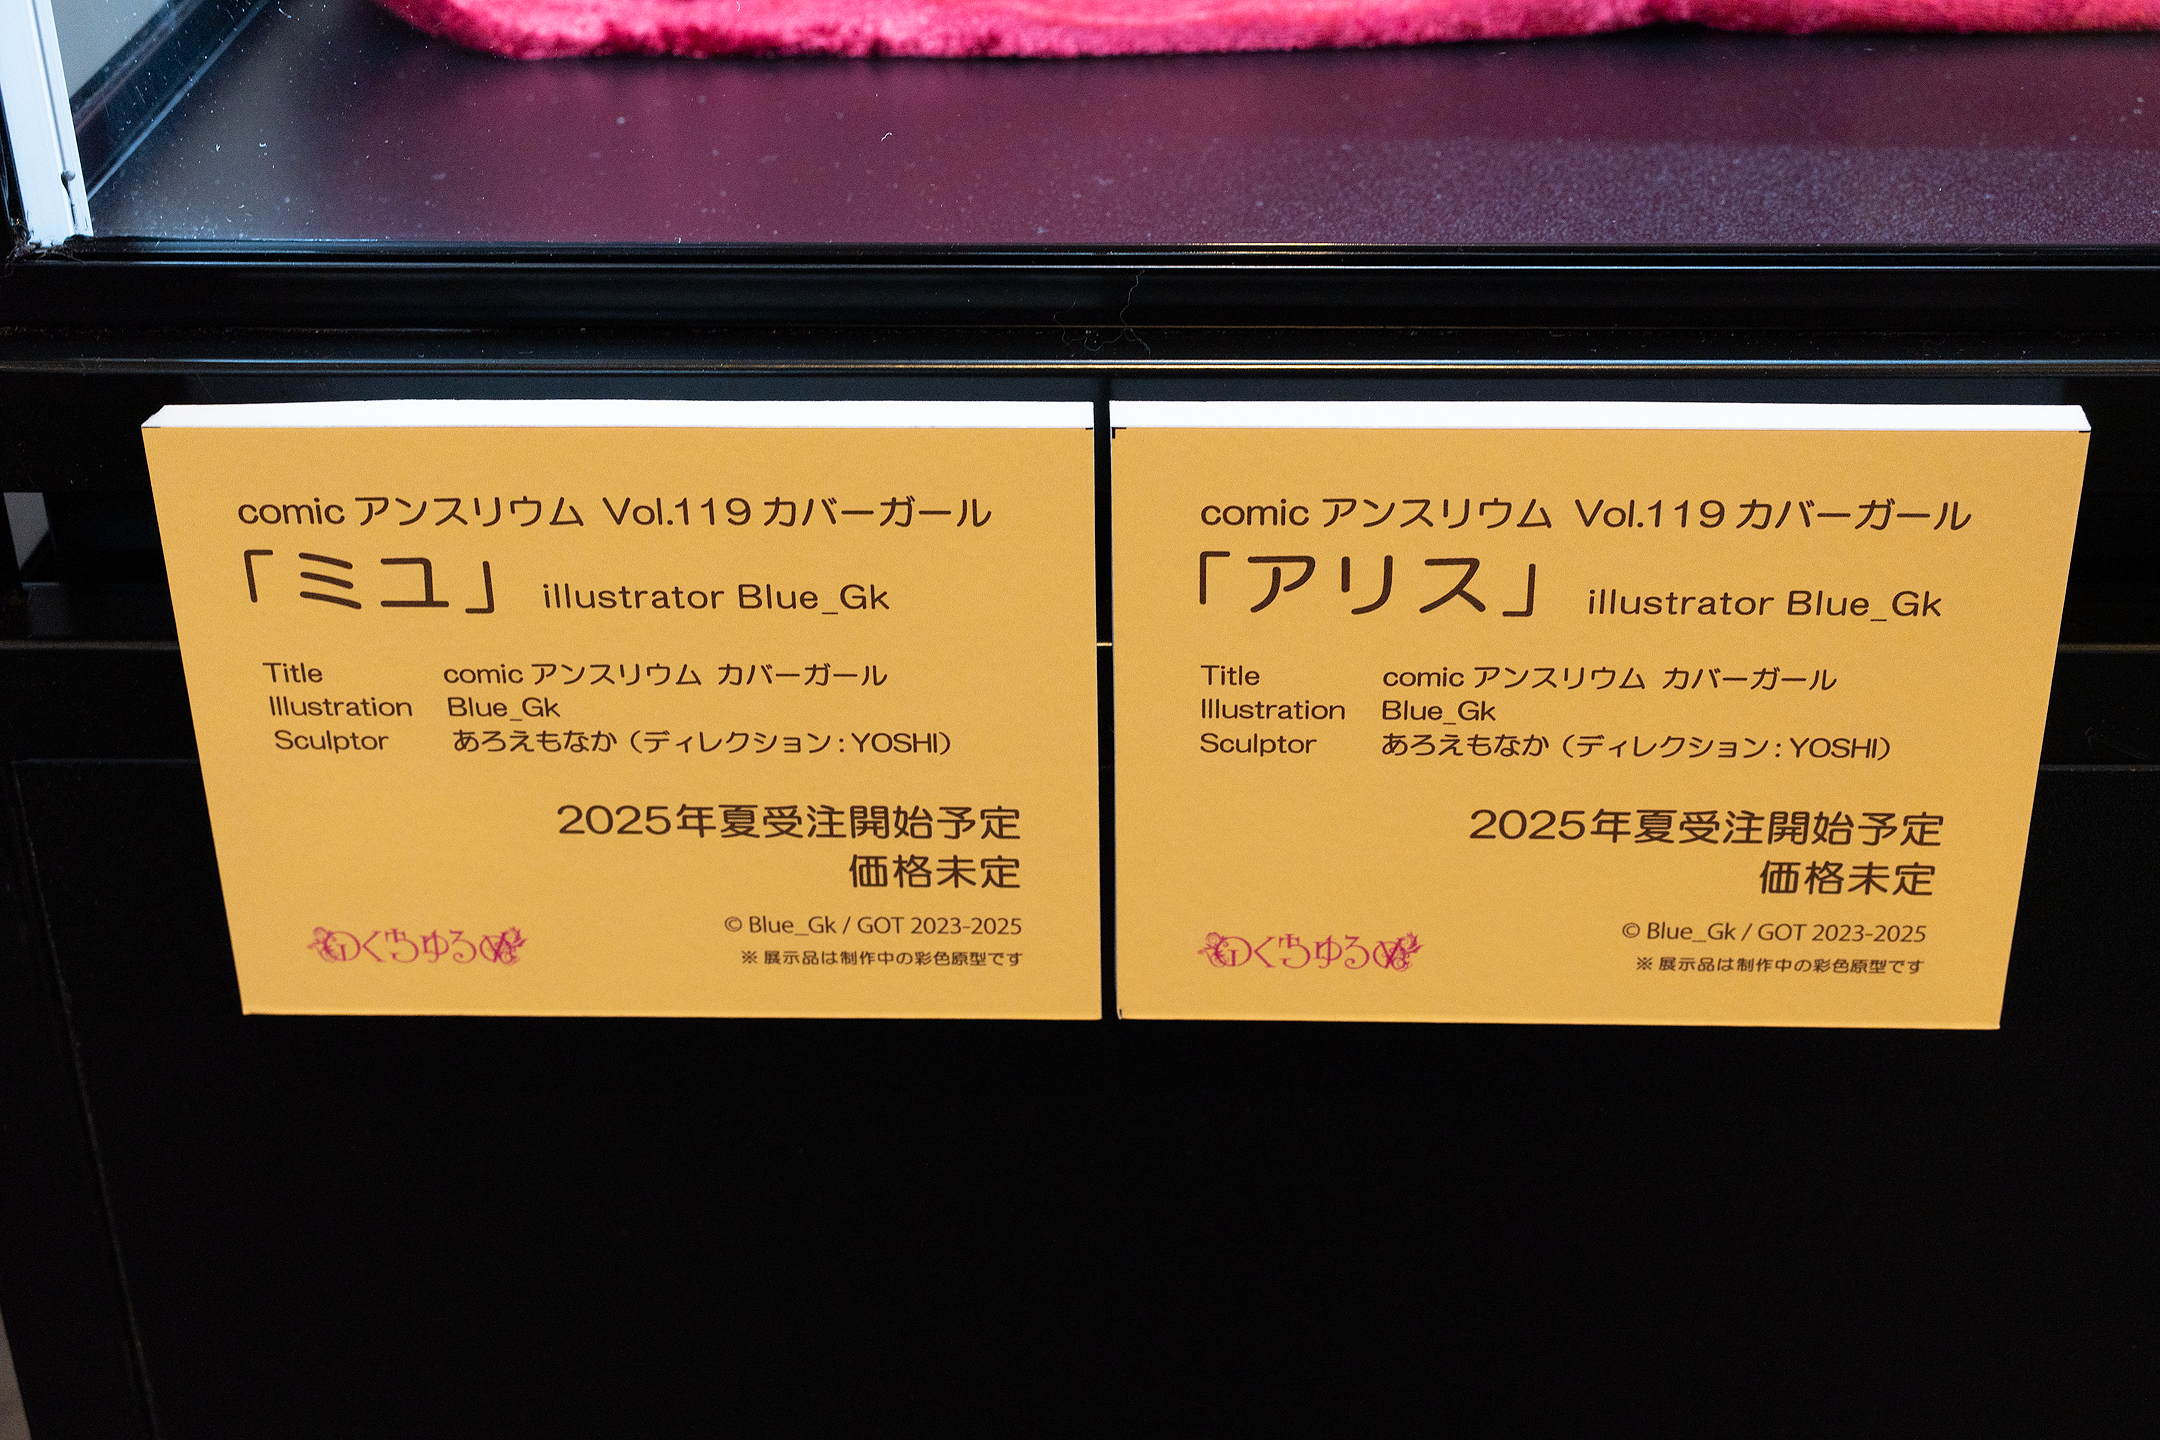 comic アンスリウム Vol.119 カバーガール
「ミユ」 illustrator Blue_Gk
Title comic アンスリウム カバーガール
Illustration Blue_Gk
Sculptor あろえもなか（ディレクション：YOSHI）
2025年夏受注開始予定
価格未定
© Blue_Gk / GOT 2023-2025
※ 展示品は制作中の彩色原型です
comic アンスリウム Vol.119 カバーガール
「アリス」 illustrator Blue_Gk
Title comic アンスリウム カバーガール
Illustration Blue_Gk
Sculptor あろえもなか（ディレクション：YOSHI）
2025年夏受注開始予定
価格未定
© Blue_Gk / GOT 2023-2025
※ 展示品は制作中の彩色原型です